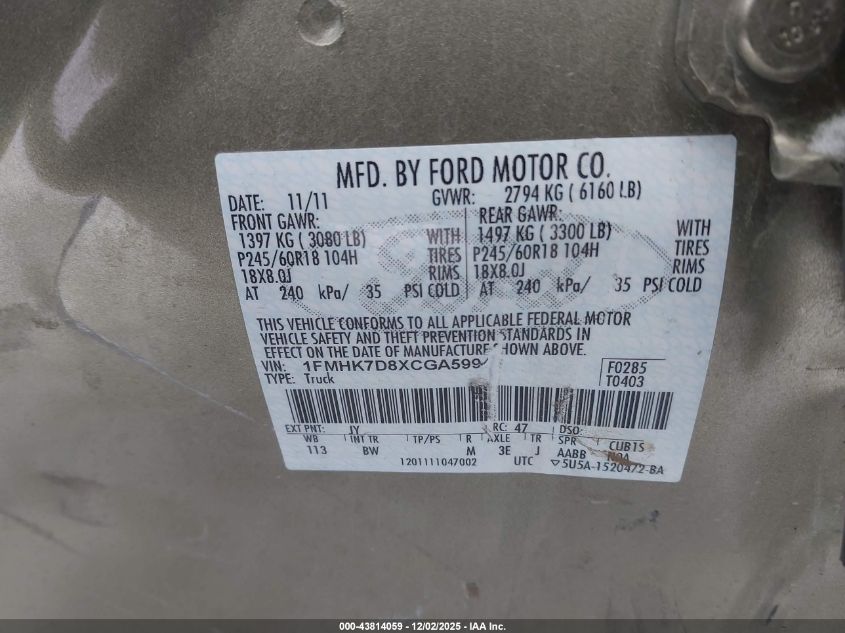 MFD. BY FORD MOTOR CO.
DATE: 11/11 GVWR: 2794 KG ( 6160 LB)
FRONT GAWR: REAR GAWR:
1397 KG ( 3080 LB) WITH 1497 KG ( 3300 LB) WITH
P245/60R18 104H TIRES P245/60R18 104H TIRES
18X8.0J RIMS 18X8.0J RIMS
AT 240 kPa/ 35 PSI COLD AT 240 kPa/ 35 PSI COLD
THIS VEHICLE CONFORMS TO ALL APPLICABLE FEDERAL MOTOR
VEHICLE SAFETY AND THEFT PREVENTION STANDARDS IN
EFFECT ON THE DATE OF MANUFACTURE SHOWN ABOVE.
VIN: 1FMHK7D8XCGA599 F0285
TYPE: Truck T0403
EXT PNT: JY RC: 47 DSO:
WB INT TR TP/PS R AXLE TR SPR CUBTS
113 BW M 3E J AABB
1201111047002 UTC 5U5A-1520472-BA
000-43814059 - 12/02/2025 - IAA Inc.